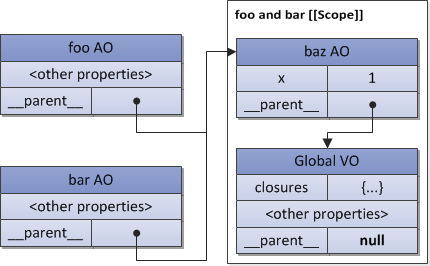 foo AO
<other properties>
__parent__
bar AO
<other properties>
__parent__
foo and bar [[Scope]]
baz AO
x 1
__parent__
Global VO
closures {...}
<other properties>
__parent__ null